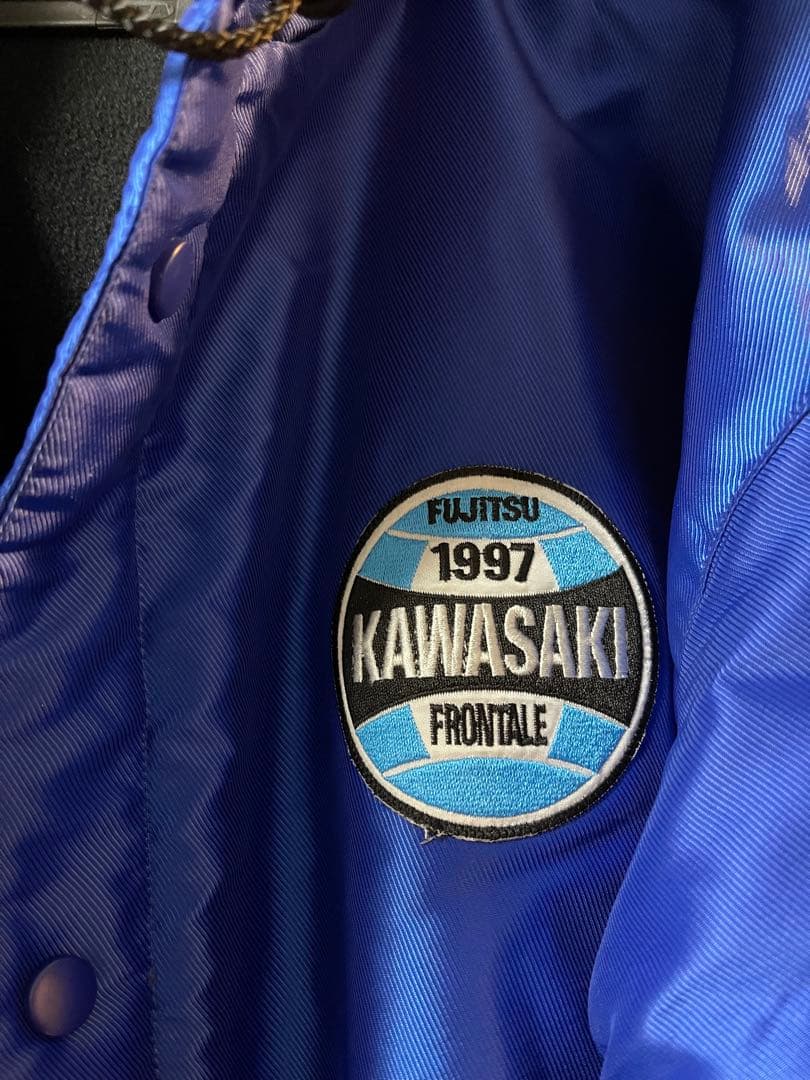 FUJITSU
1997
KAWASAKI
FRONTALE